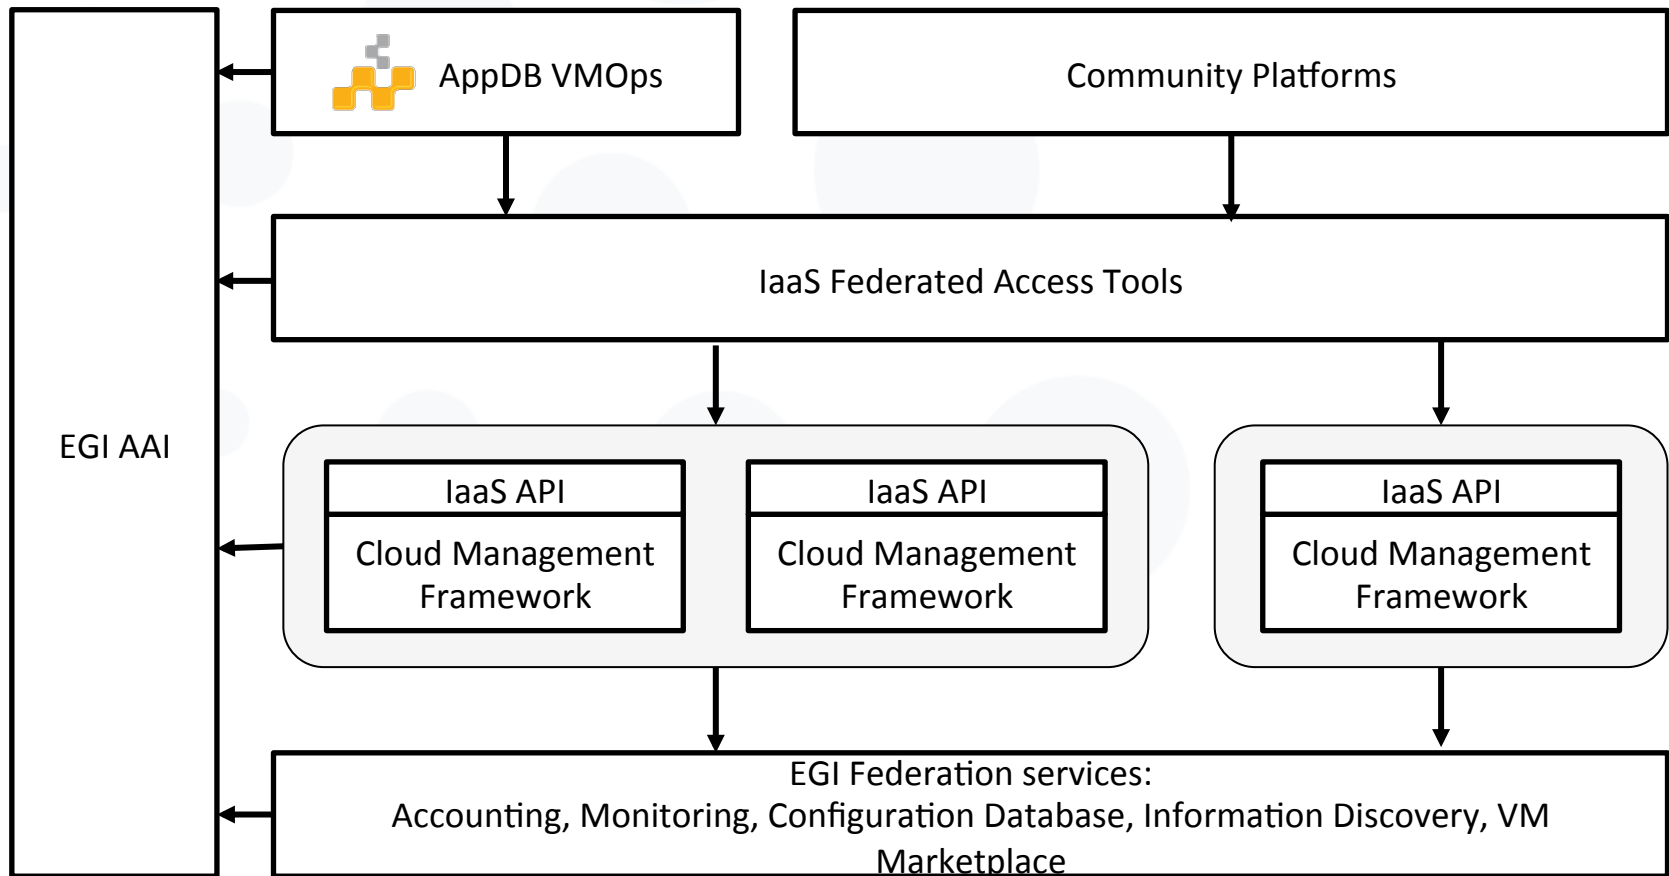 AppDB VMOps
Community Platforms
IaaS Federated Access Tools
EGI AAI
IaaS API
Cloud Management
Framework
IaaS API
Cloud Management
Framework
IaaS API
Cloud Management
Framework
EGI Federation services:
Accounting, Monitoring, Configuration Database, Information Discovery, VM
Marketplace